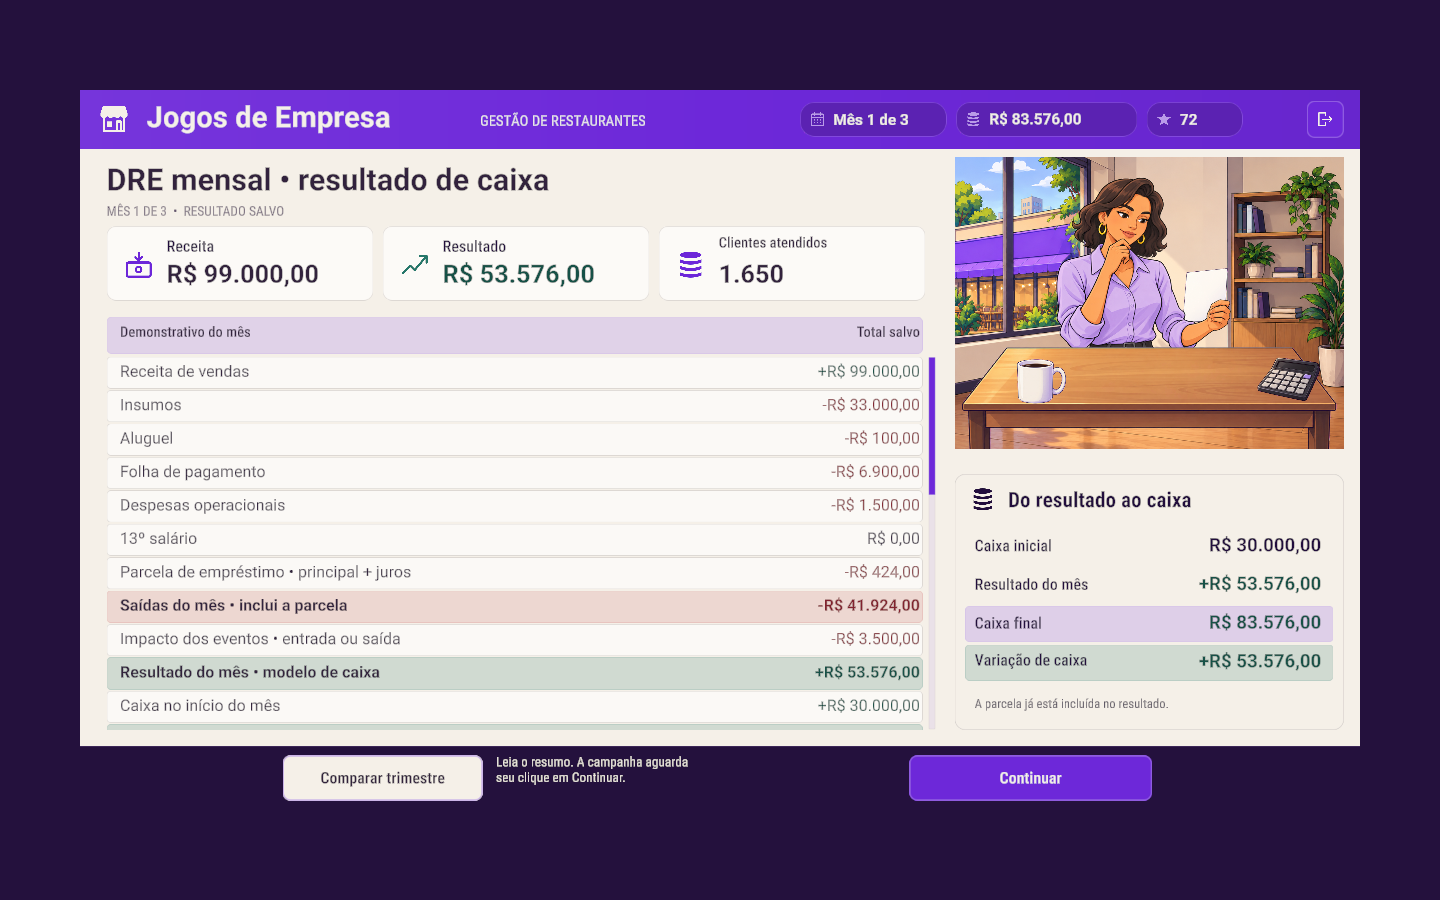 Jogos de Empresa
GESTÃO DE RESTAURANTES
Mês 1 de 3
R$ 83.576,00
72
DRE mensal • resultado de caixa
MÊS 1 DE 3 • RESULTADO SALVO
Receita
R$ 99.000,00
Resultado
R$ 53.576,00
Clientes atendidos
1.650
Demonstrativo do mês Total salvo
Receita de vendas +R$ 99.000,00
Insumos -R$ 33.000,00
Aluguel -R$ 100,00
Folha de pagamento -R$ 6.900,00
Despesas operacionais -R$ 1.500,00
13º salário R$ 0,00
Parcela de empréstimo • principal + juros -R$ 424,00
Saídas do mês • inclui a parcela -R$ 41.924,00
Impacto dos eventos • entrada ou saída -R$ 3.500,00
Resultado do mês • modelo de caixa +R$ 53.576,00
Caixa no início do mês +R$ 30.000,00
Do resultado ao caixa
Caixa inicial R$ 30.000,00
Resultado do mês +R$ 53.576,00
Caixa final R$ 83.576,00
Variação de caixa +R$ 53.576,00
A parcela já está incluída no resultado.
Comparar trimestre
Leia o resumo. A campanha aguarda
seu clique em Continuar.
Continuar